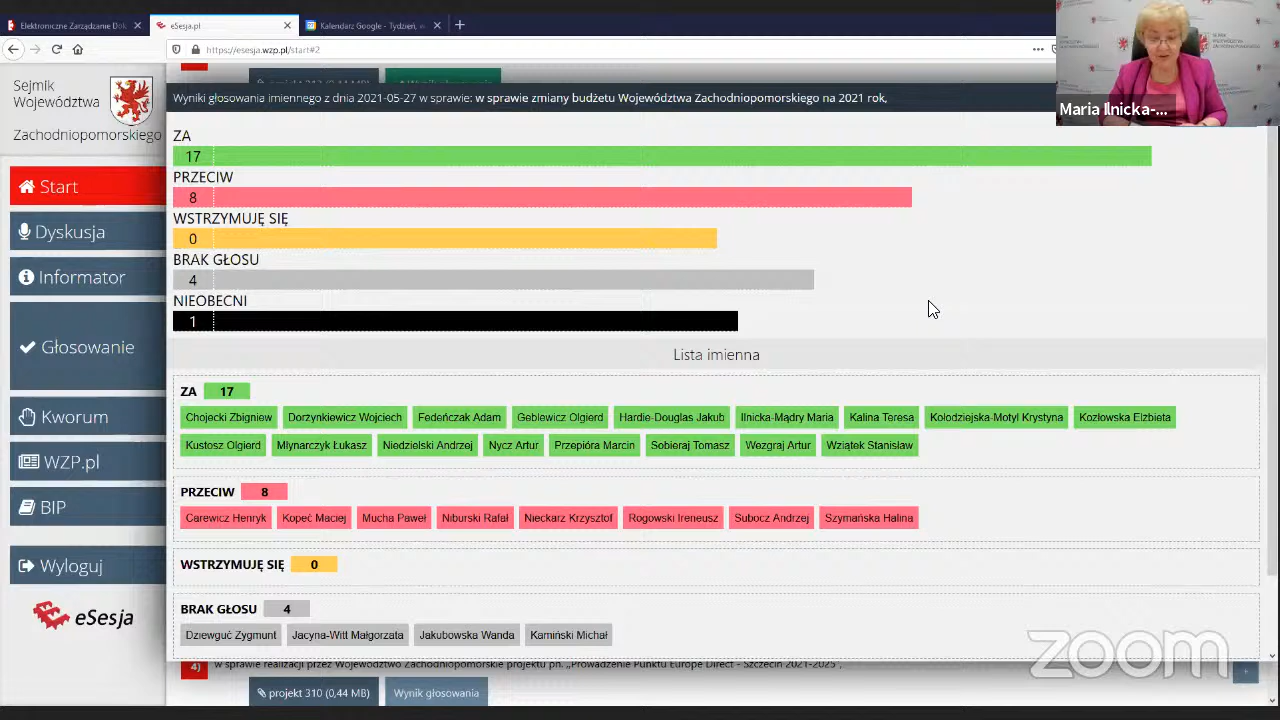 Elektroniczne Zarządzanie Dok
eSesja.pl
Kalendarz Google - Tydzień, w
https://esesja.wzp.pl/start#2
Sejmik
Województwa
Zachodniopomorskiego
Wyniki głosowania imiennego z dnia 2021-05-27 w sprawie: w sprawie zmiany budżetu Województwa Zachodniopomorskiego na 2021 rok,
Maria Ilnicka-...
Start
Dyskusja
Informator
Głosowanie
Kworum
WZP.pl
BIP
Wyloguj
eSesja
ZA
17
PRZECIW
8
WSTRZYMUJĘ SIĘ
0
BRAK GŁOSU
4
NIEOBECNI
1
Lista imienna
ZA 17
Chojecki Zbigniew Dorżynkiewicz Wojciech Fedeńczak Adam Geblewicz Olgierd Hardie-Douglas Jakub Ilnicka-Mądry Maria Kalina Teresa Kołodziejska-Motyl Krystyna Kozłowska Elżbieta
Kustosz Olgierd Młynarczyk Łukasz Niedzielski Andrzej Nycz Artur Przepióra Marcin Sobieraj Tomasz Wezgraj Artur Wziątek Stanisław
PRZECIW 8
Carewicz Henryk Kopeć Maciej Mucha Paweł Niburski Rafał Nieckarz Krzysztof Rogowski Ireneusz Subocz Andrzej Szymańska Halina
WSTRZYMUJĘ SIĘ 0
BRAK GŁOSU 4
Dziewguć Zygmunt Jacyna-Witt Małgorzata Jakubowska Wanda Kamiński Michał
zoom
4) w sprawie realizacji przez Województwo Zachodniopomorskie projektu pn. „Prowadzenie Punktu Europe Direct - Szczecin 2021-2025",
projekt 310 (0,44 MB) Wynik głosowania